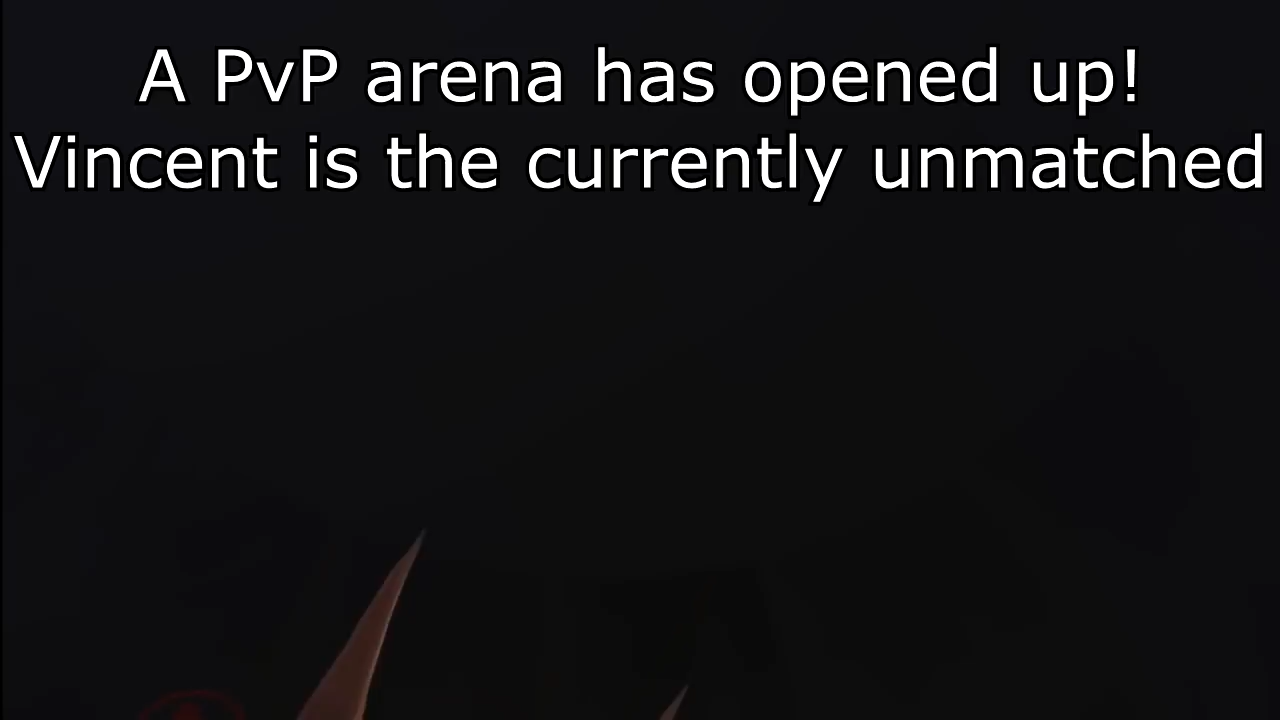 A PvP arena has opened up!
Vincent is the currently unmatched